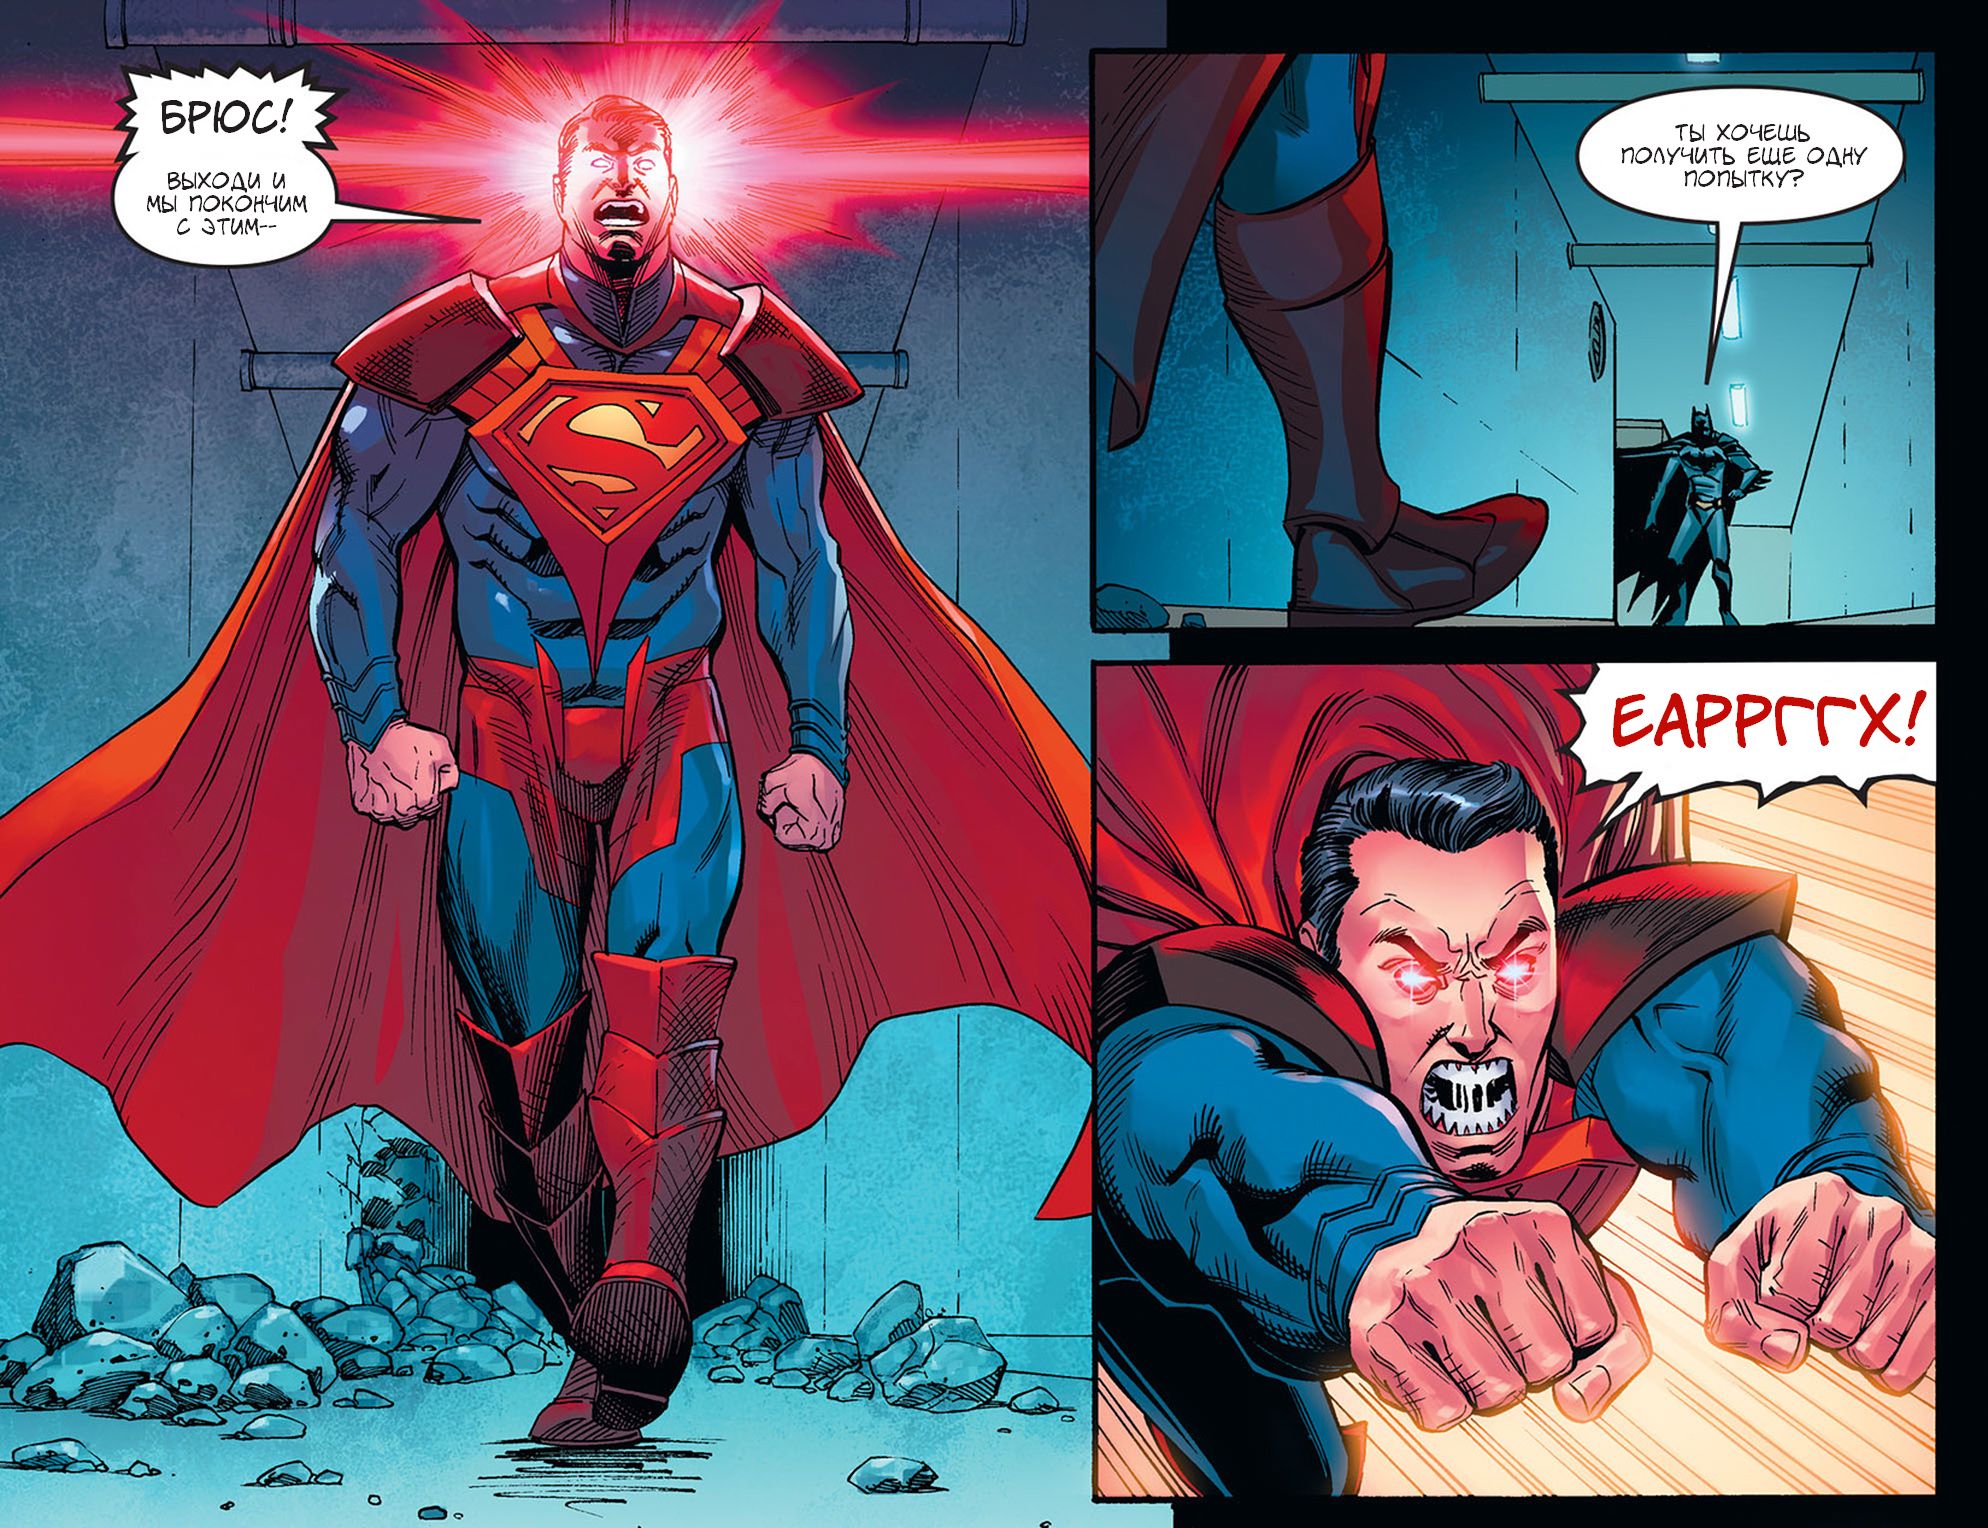 БРЮС!
ВЫХОДИ И
МЫ ПОКОНЧИМ
С ЭТИМ--
ТЫ ХОЧЕШЬ
ПОЛУЧИТЬ ЕЩЕ ОДНУ
ПОПЫТКУ?
ЕАРРГГХ!